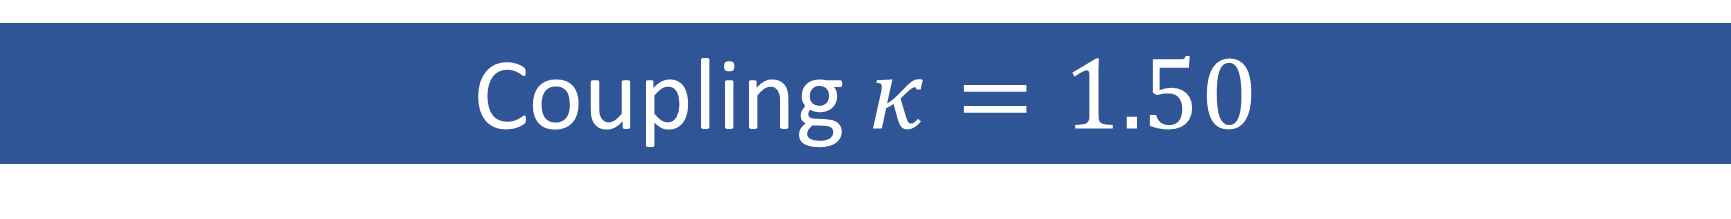 Coupling κ = 1.50